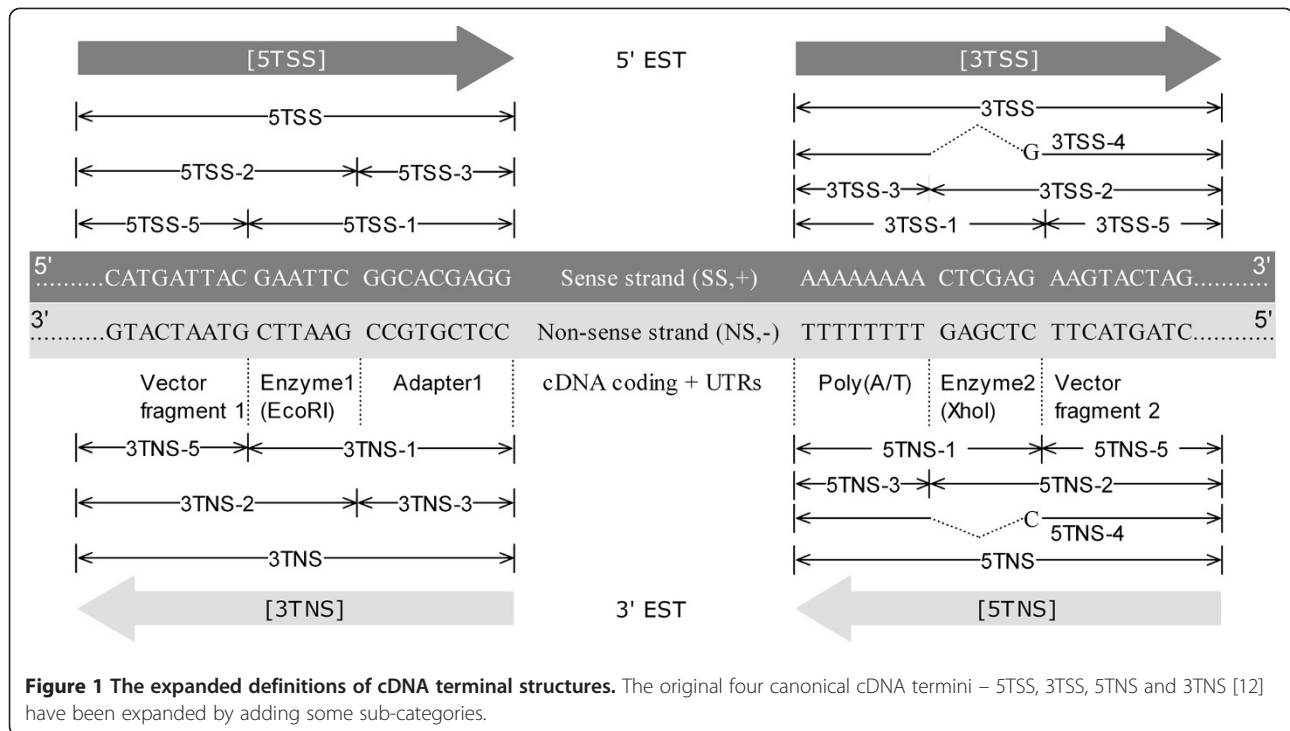 [5TSS] 5' EST [3TSS]
5TSS 3TSS
G 3TSS-4
5TSS-2 5TSS-3 3TSS-3 3TSS-2
5TSS-5 5TSS-1 3TSS-1 3TSS-5
5' 3'
..........CATGATTAC GAATTC GGCACGAGG Sense strand (SS,+) AAAAAAAA CTCGAG AAGTACTAG..........
3' 5'
..........GTACTAATG CTTAAG CCGTGCTCC Non-sense strand (NS,-) TTTTTTTT GAGCTC TTCATGATC..........
Vector Enzyme1 Adapter1 cDNA coding + UTRs Poly(A/T) Enzyme2 Vector
fragment 1 (EcoRI) (XhoI) fragment 2
3TNS-5 3TNS-1 5TNS-1 5TNS-5
3TNS-2 3TNS-3 5TNS-3 5TNS-2
C 5TNS-4
3TNS 5TNS
[3TNS] 3' EST [5TNS]
Figure 1 The expanded definitions of cDNA terminal structures. The original four canonical cDNA termini – 5TSS, 3TSS, 5TNS and 3TNS [12]
have been expanded by adding some sub-categories.